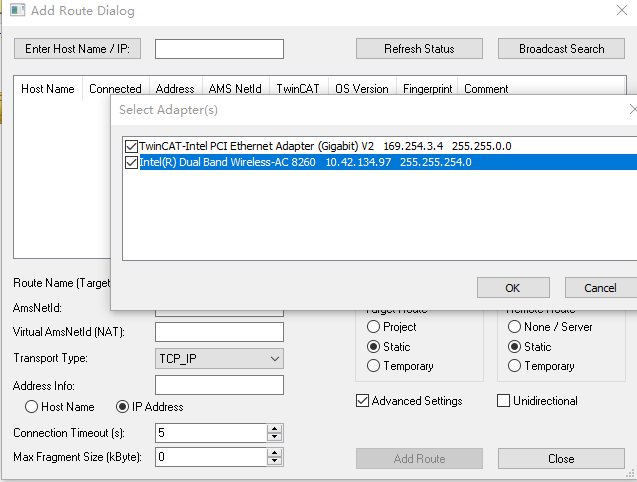 Add Route Dialog
Enter Host Name / IP:
Refresh Status
Broadcast Search
Host Name Connected Address AMS NetId TwinCAT OS Version Fingerprint Comment
Select Adapter(s)
TwinCAT-Intel PCI Ethernet Adapter (Gigabit) V2 169.254.3.4 255.255.0.0
Intel(R) Dual Band Wireless-AC 8260 10.42.134.97 255.255.254.0
OK
Cancel
Route Name (Target
AmsNetId:
Virtual AmsNetId (NAT):
Transport Type: TCP_IP
Address Info:
Host Name IP Address
Connection Timeout (s): 5
Max Fragment Size (kByte): 0
Target Route
Project
Static
Temporary
Remote Route
None / Server
Static
Temporary
Advanced Settings
Unidirectional
Add Route
Close